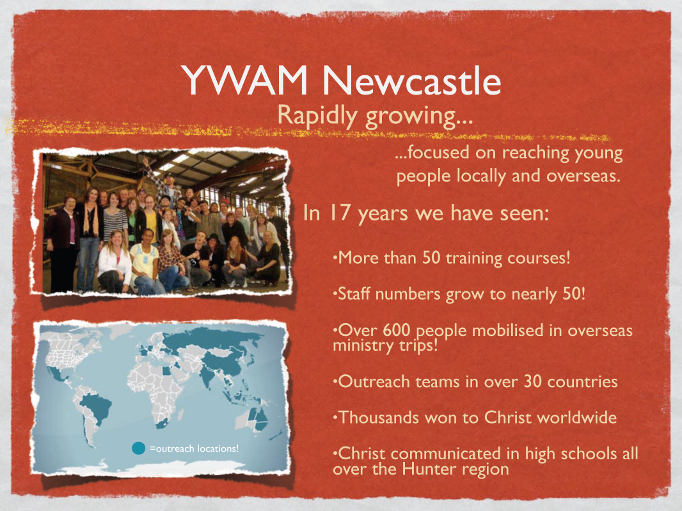 YWAM Newcastle
Rapidly growing...
...focused on reaching young
people locally and overseas.
In 17 years we have seen:
•More than 50 training courses!
•Staff numbers grow to nearly 50!
•Over 600 people mobilised in overseas
ministry trips!
•Outreach teams in over 30 countries
•Thousands won to Christ worldwide
•Christ communicated in high schools all
over the Hunter region
=outreach locations!